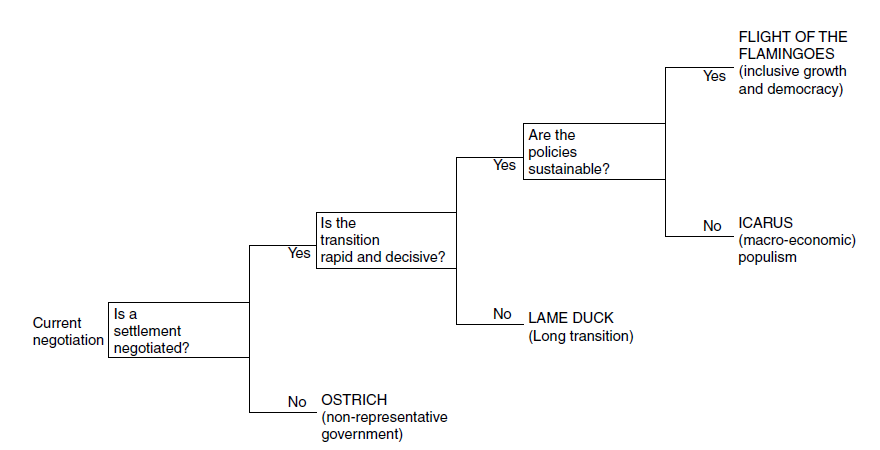 FLIGHT OF THE
FLAMINGOES
(inclusive growth
and democracy)
Yes
Are the
policies
sustainable?
Yes
No
ICARUS
(macro-economic)
populism
Is the
transition
rapid and decisive?
Yes
No
LAME DUCK
(Long transition)
Current
negotiation
Is a
settlement
negotiated?
No
OSTRICH
(non-representative
government)